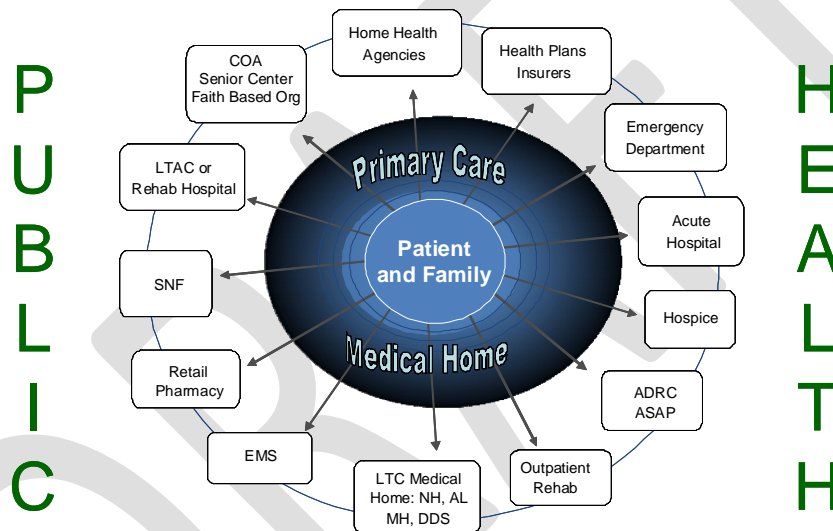 PUBLIC
Home Health
Agencies
Health Plans
Insurers
Emergency
Department
Acute
Hospital
Hospice
ADRC
ASAP
Outpatient
Rehab
LTC Medical
Home: NH, AL
MH, DDS
EMS
Retail
Pharmacy
SNF
LTAC or
Rehab Hospital
COA
Senior Center
Faith Based Org
Primary Care
Patient
and Family
Medical Home
HEALTH